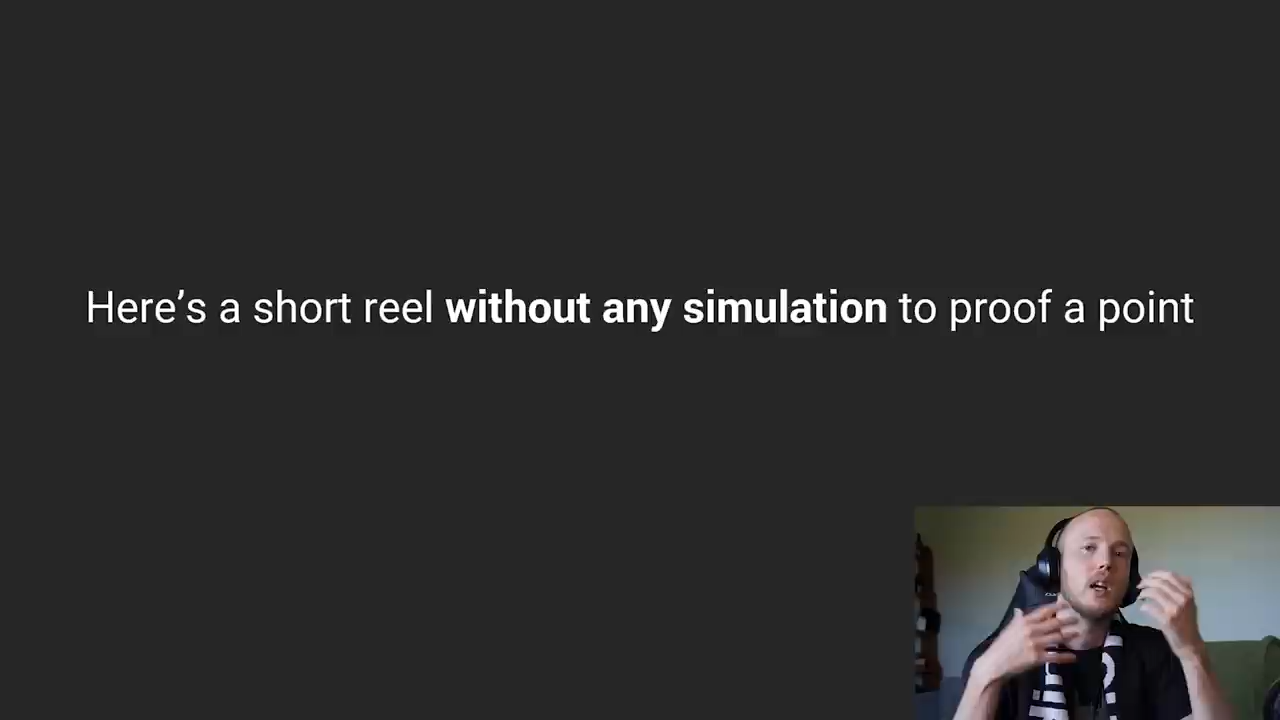 Here’s a short reel without any simulation to proof a point